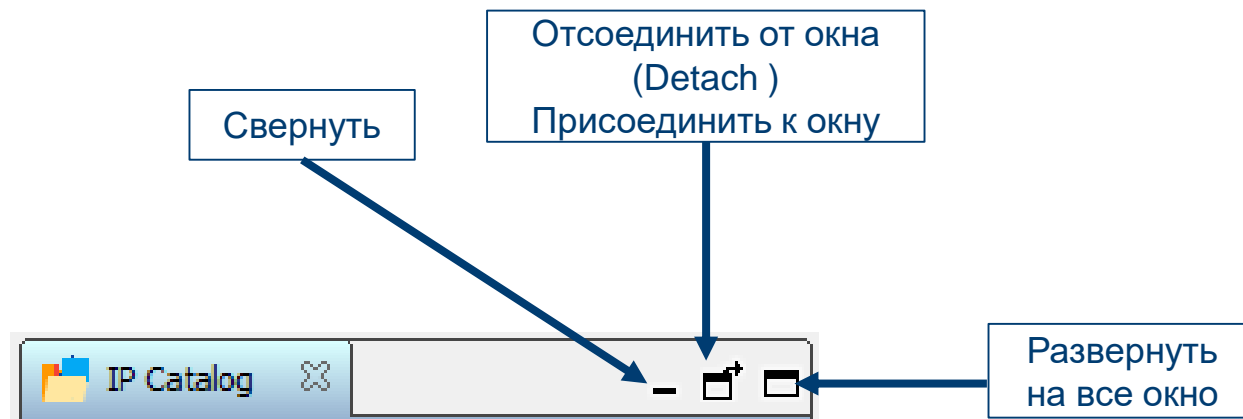 Отсоединить от окна
(Detach )
Присоединить к окну
Свернуть
IP Catalog
Развернуть
на все окно